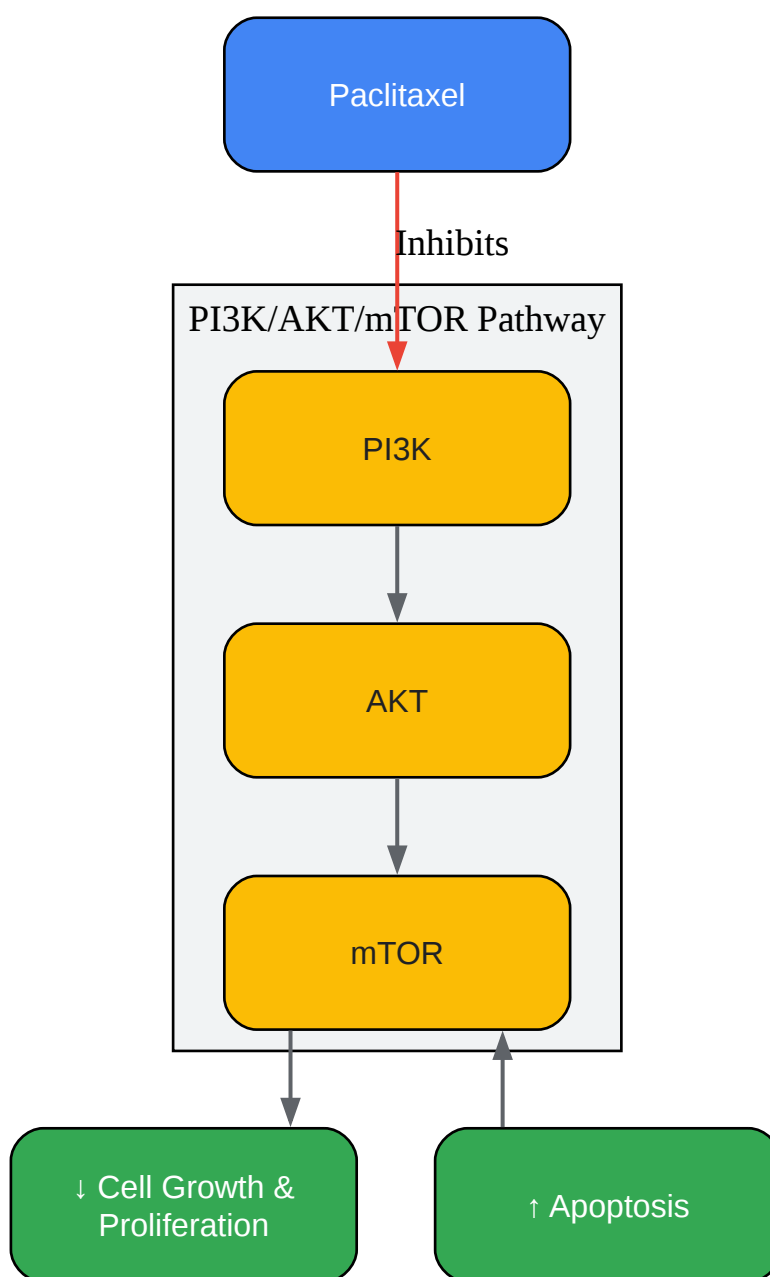 Paclitaxel
Inhibits
PI3K/AKT/mTOR Pathway
PI3K
AKT
mTOR
↓ Cell Growth &
Proliferation
↑ Apoptosis